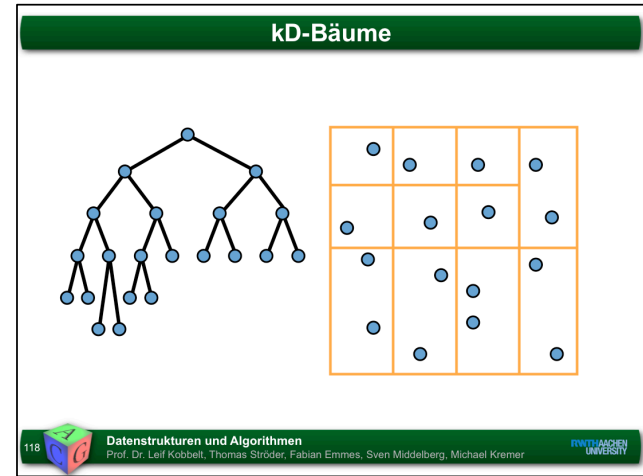 kD-Bäume
118
A
C G
Datenstrukturen und Algorithmen
Prof. Dr. Leif Kobbelt, Thomas Ströder, Fabian Emmes, Sven Middelberg, Michael Kremer
RWTHAACHEN
UNIVERSITY